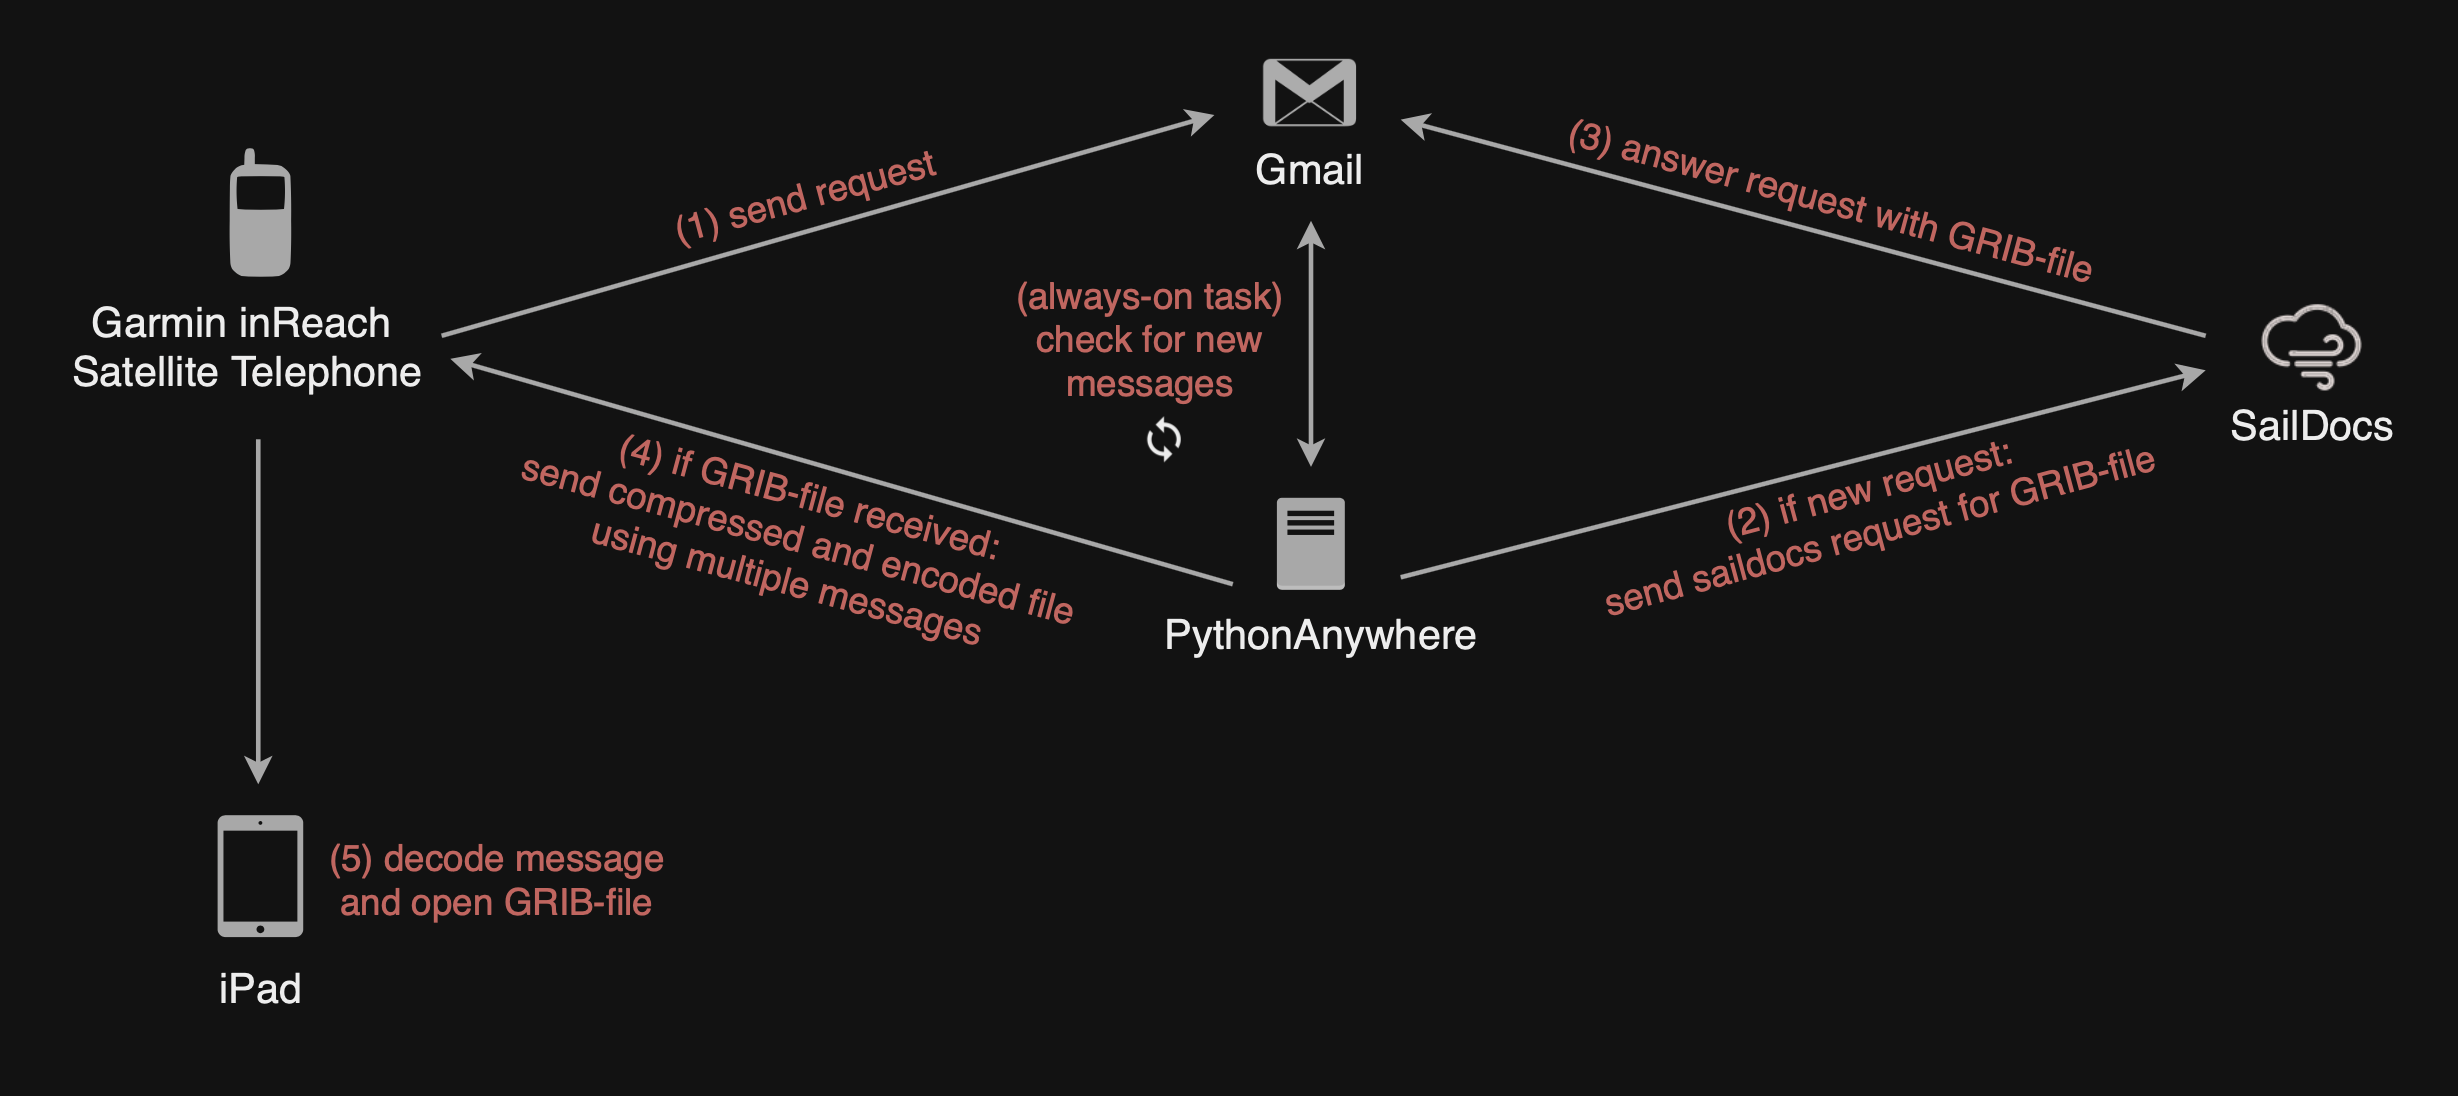 Gmail
(1) send request
(3) answer request with GRIB-file
Garmin inReach
Satellite Telephone
(always-on task)
check for new
messages
SailDocs
(4) if GRIB-file received:
send compressed and encoded file
using multiple messages
(2) if new request:
send saildocs request for GRIB-file
PythonAnywhere
(5) decode message
and open GRIB-file
iPad